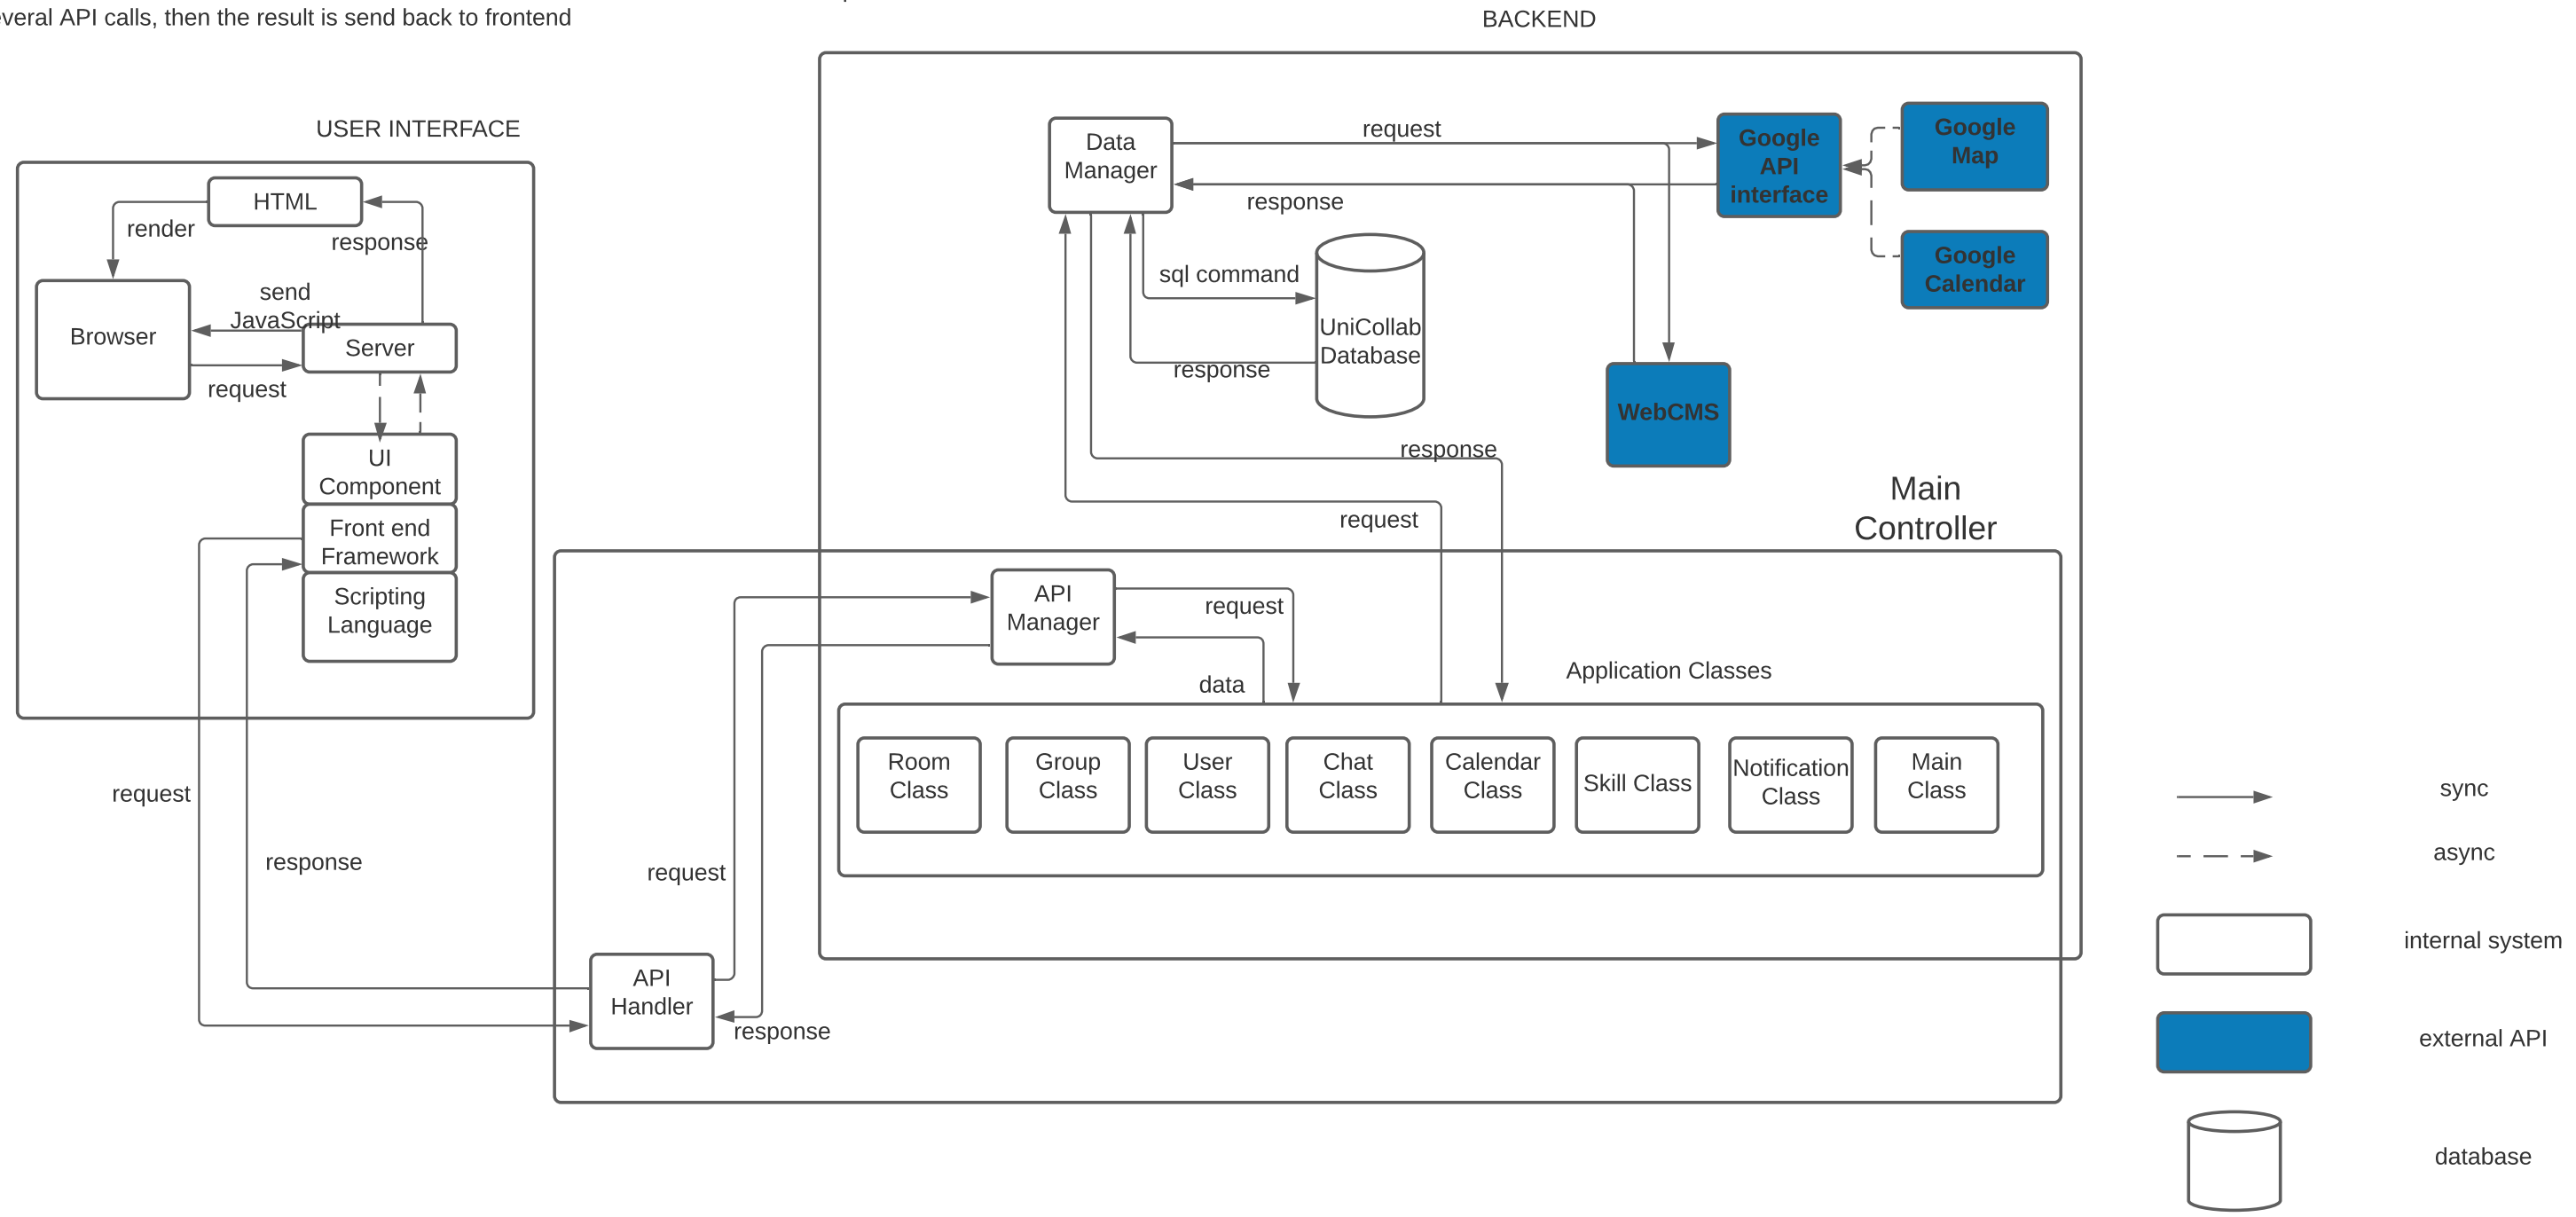 everal API calls, then the result is send back to frontend
BACKEND
USER INTERFACE
HTML
render
response
send
JavaScript
Browser
Server
request
UI
Component
Front end
Framework
Scripting
Language
request
response
Data
Manager
request
response
Google
API
interface
Google
Map
Google
Calendar
sql command
UniCollab
Database
response
WebCMS
response
request
Main
Controller
API
Manager
request
data
Application Classes
Room
Class
Group
Class
User
Class
Chat
Class
Calendar
Class
Skill Class
Notification
Class
Main
Class
request
API
Handler
response
sync
async
internal system
external API
database